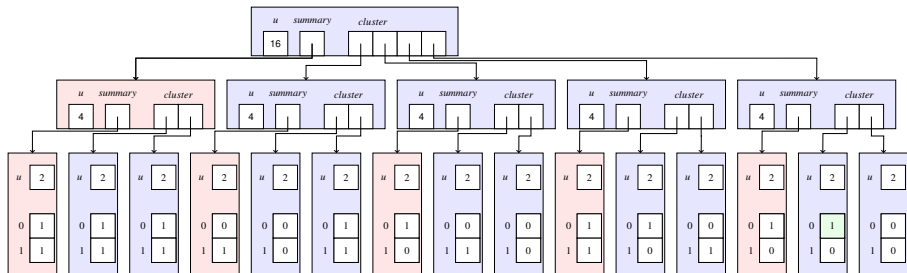 u summary cluster
16
u summary cluster u summary cluster u summary cluster u summary cluster u summary cluster
4 4 4 4 4
u 2 u 2 u 2 u 2 u 2 u 2 u 2 u 2 u 2 u 2 u 2 u 2 u 2 u 2 u 2
0 1 0 1 0 1 0 0 0 0 0 1 0 1 0 1 0 0 0 1 0 1 0 0 0 1 0 1 0 0
1 1 1 1 1 1 1 1 1 0 1 1 1 0 1 0 1 0 1 1 1 0 1 1 1 0 1 0 1 0